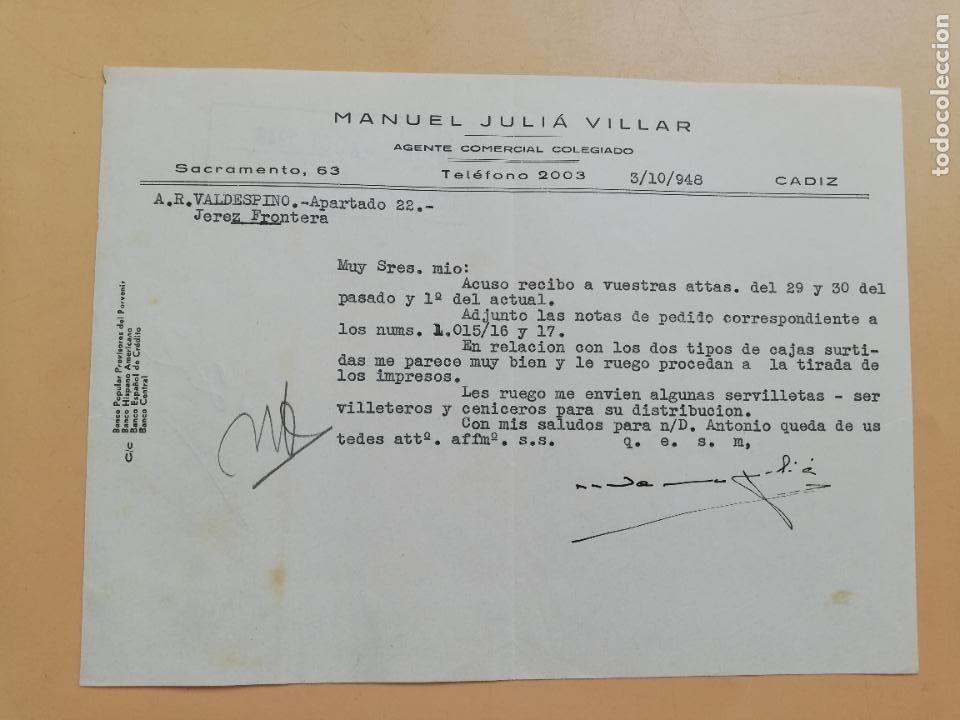 MANUEL JULIÁ VILLAR
AGENTE COMERCIAL COLEGIADO
Sacramento, 63 Teléfono 2003 3/10/948 CADIZ
A.R.VALDESPINO.-Apartado 22.-
Jerez Frontera
Muy Sres. mio:
Acuso recibo a vuestras attas. del 29 y 30 del
pasado y 1º del actual.
Adjunto las notas de pedido correspondiente a
los nums. 1.015/16 y 17.
En relacion con los dos tipos de cajas surti-
das me parece muy bien y le ruego procedan a la tirada de
los impresos.
Les ruego me envien algunas servilletas - ser
villeteros y ceniceros para su distribucion.
Con mis saludos para n/D. Antonio queda de us
tedes attº. affmº. s.s. q. e. s. m,
C/c
Banco Popular Previsores del Porvenir
Banco Hispano Americano
Banco Español de Crédito
Banco Central
todocoleccion